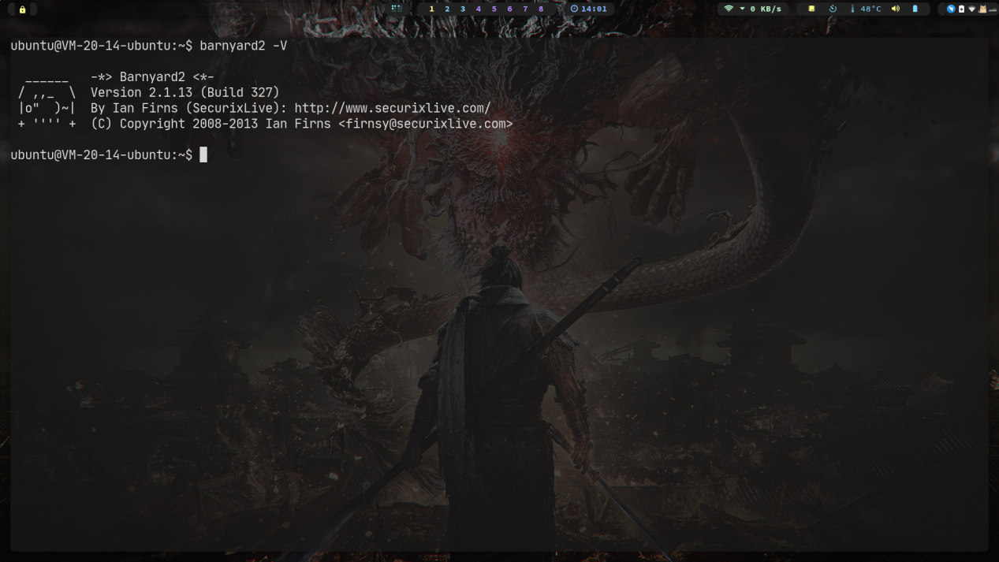 1 2 3 4 5 6 7 8 14:01 0 KB/s 48°C
ubuntu@VM-20-14-ubuntu:~$ barnyard2 -V
  ______   -*> Barnyard2 <*-
 / ,,_  \  Version 2.1.13 (Build 327)
 |o"  )~|  By Ian Firns (SecurixLive): http://www.securixlive.com/
 + '''' +  (C) Copyright 2008-2013 Ian Firns <firnsy@securixlive.com>
ubuntu@VM-20-14-ubuntu:~$